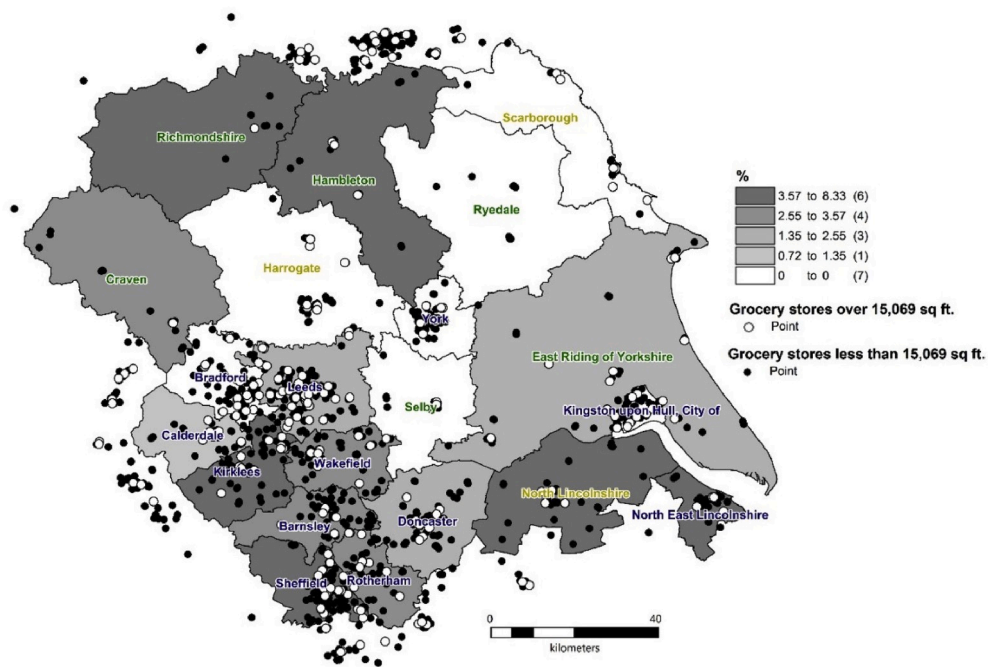 Scarborough
Richmondshire
Hambleton
Ryedale
Harrogate
Craven
York
East Riding of Yorkshire
Bradford
Leeds
Selby
Kingston upon Hull, City of
Calderdale
Wakefield
Kirklees
North Lincolnshire
Barnsley
Doncaster
North East Lincolnshire
Sheffield
Rotherham
%
3.57 to 8.33 (6)
2.55 to 3.57 (4)
1.35 to 2.55 (3)
0.72 to 1.35 (1)
0 to 0 (7)
Grocery stores over 15,069 sq ft.
Point
Grocery stores less than 15,069 sq ft.
Point
0 40
kilometers